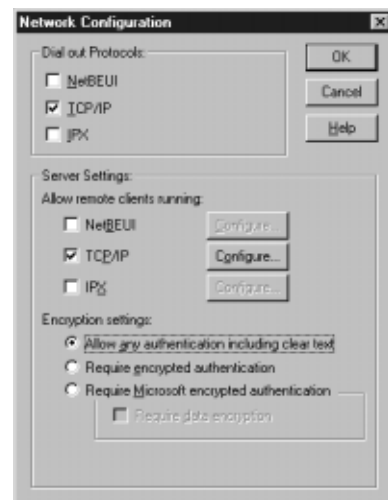 Network Configuration
Dial out Protocols:
NetBEUI
TCP/IP
IPX
OK
Cancel
Help
Server Settings:
Allow remote clients running:
NetBEUI
Configure...
TCP/IP
Configure...
IPX
Configure...
Encryption settings:
Allow any authentication including clear text
Require encrypted authentication
Require Microsoft encrypted authentication
Require data encryption